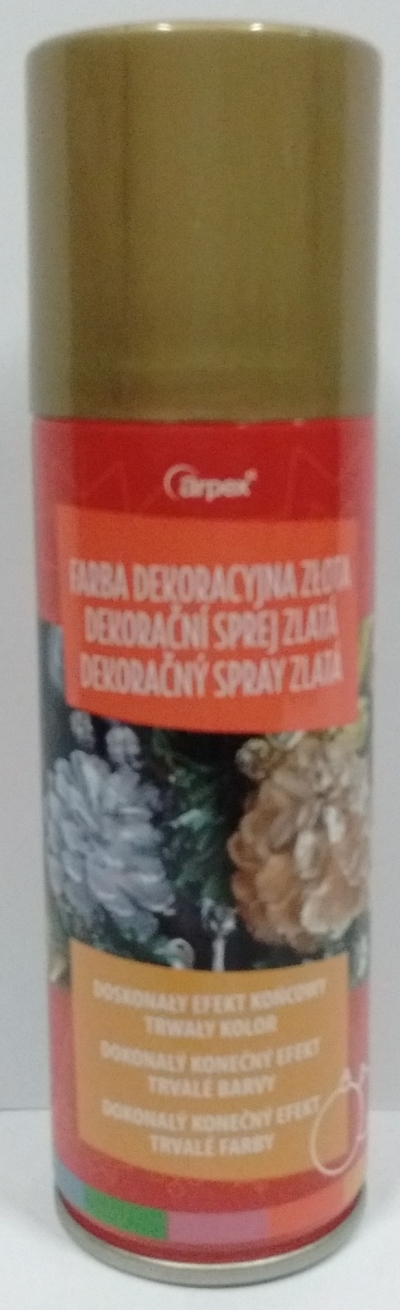 arpex®
FARBA DEKORACYJNA ZŁOTA
DEKORAČNÍ SPREJ ZLATÁ
DEKORAČNÝ SPRAY ZLATÁ
DOSKONAŁY EFEKT KOŃCOWY
TRWAŁY KOLOR
DOKONALÝ KONEČNÝ EFEKT
TRVALÉ BARVY
DOKONALÝ KONEČNÝ EFEKT
TRVALÉ FARBY